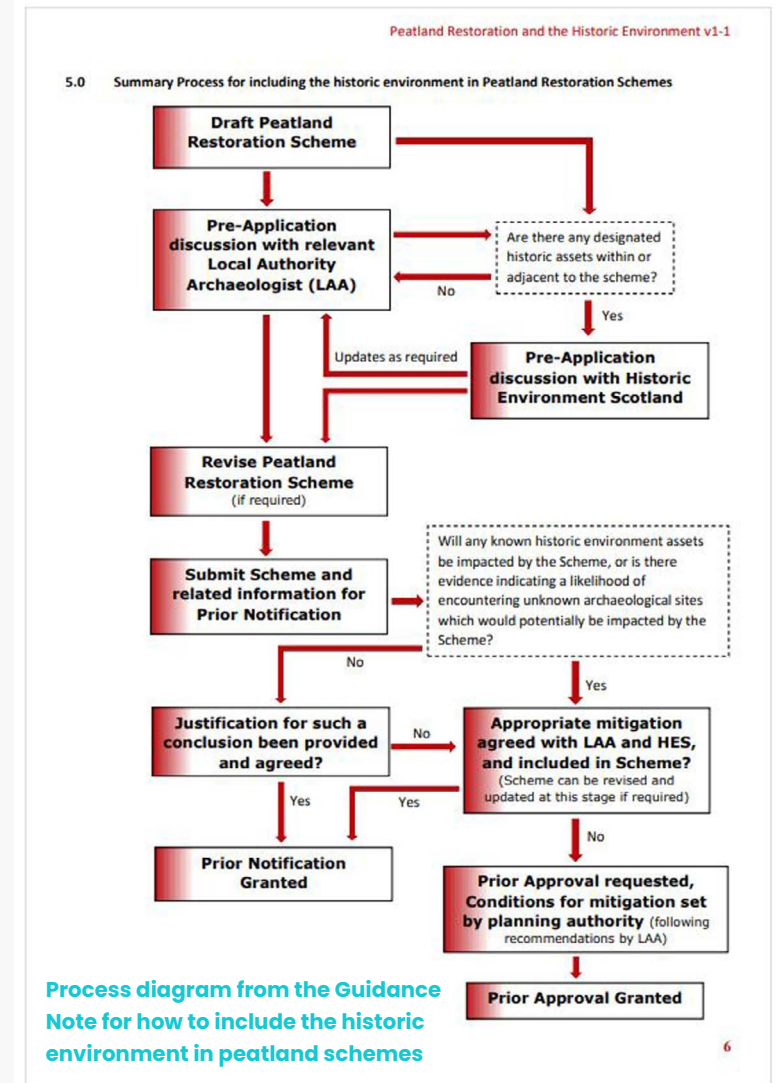 Peatland Restoration and the Historic Environment v1-1
5.0 Summary Process for including the historic environment in Peatland Restoration Schemes
Draft Peatland
Restoration Scheme
Pre-Application
discussion with relevant
Local Authority
Archaeologist (LAA)
Are there any designated
historic assets within or
adjacent to the scheme?
No
Yes
Updates as required
Pre-Application
discussion with Historic
Environment Scotland
Revise Peatland
Restoration Scheme
(if required)
Submit Scheme and
related information for
Prior Notification
Will any known historic environment assets
be impacted by the Scheme, or is there
evidence indicating a likelihood of
encountering unknown archaeological sites
which would potentially be impacted by the
Scheme?
No
Yes
Justification for such a
conclusion been provided
and agreed?
No
Appropriate mitigation
agreed with LAA and HES,
and included in Scheme?
(Scheme can be revised and
updated at this stage if required)
Yes
Yes
No
Prior Notification
Granted
Prior Approval requested,
Conditions for mitigation set
by planning authority (following
recommendations by LAA)
Prior Approval Granted
Process diagram from the Guidance
Note for how to include the historic
environment in peatland schemes
6